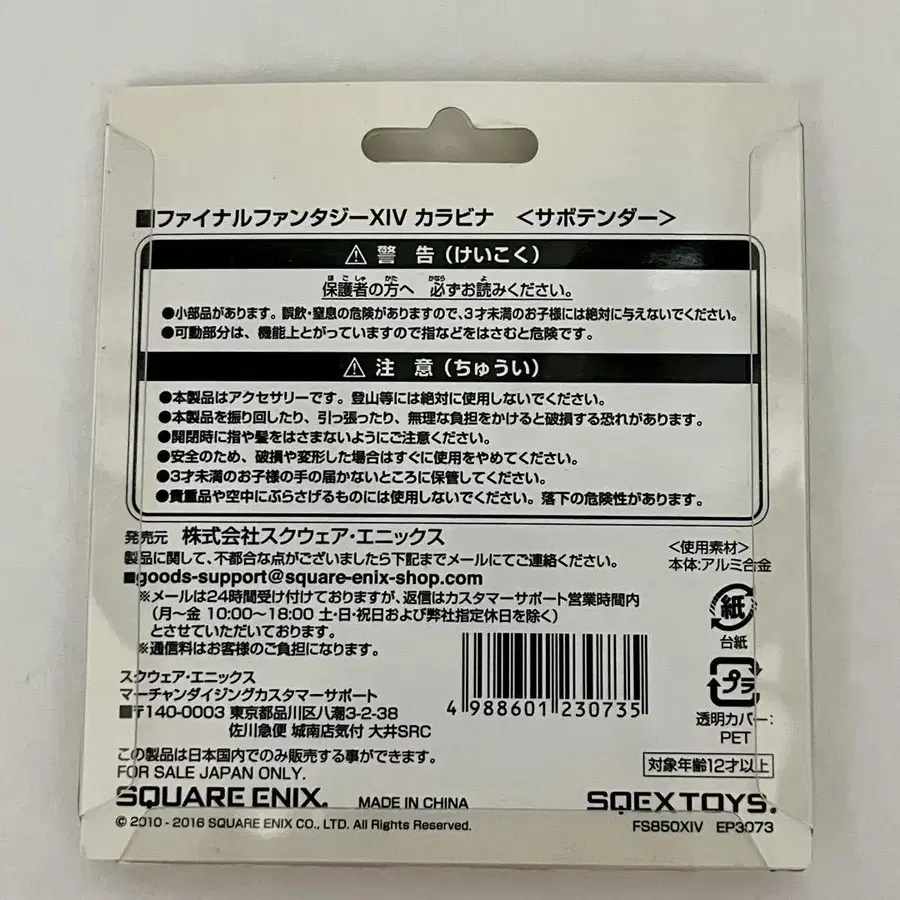 ■ファイナルファンタジーXIV カラビナ ＜サボテンダー＞
⚠ 警 告（けいこく）
保護者の方へ 必ずお読みください。
●小部品があります。誤飲・窒息の危険がありますので、3才未満のお子様には絶対に与えないでください。
●可動部分は、機能上とがっていますので指などをはさむと危険です。
⚠ 注 意（ちゅうい）
●本製品はアクセサリーです。登山等には絶対に使用しないでください。
●本製品を振り回したり、引っ張ったり、無理な負担をかけると破損する恐れがあります。
●開閉時に指や髪をはさまないようにご注意ください。
●安全のため、破損や変形した場合はすぐに使用をやめてください。
●3才未満のお子様の手の届かないところに保管してください。
●貴重品や空中にぶらさげるものには使用しないでください。落下の危険性があります。
発売元 株式会社スクウェア・エニックス
製品に関して、不都合な点がございましたら下記までメールにてご連絡ください。
■goods-support@square-enix-shop.com
※メールは24時間受け付けておりますが、返信はカスタマーサポート営業時間内
（月～金 10:00～18:00 土・日・祝日および弊社指定休日を除く）
とさせていただいております。
※通信料はお客様のご負担になります。
＜使用素材＞
本体:アルミ合金
紙
台紙
プラ
透明カバー:
PET
スクウェア・エニックス
マーチャンダイジングカスタマーサポート
■〒140-0003 東京都品川区八潮3-2-38
佐川急便 城南店気付 大井SRC
4 988601 230735
この製品は日本国内でのみ販売する事ができます。
FOR SALE JAPAN ONLY.
対象年齢12才以上
SQUARE ENIX. MADE IN CHINA SQEX TOYS.
© 2010 - 2016 SQUARE ENIX CO., LTD. All Rights Reserved. FS850XIV EP3073